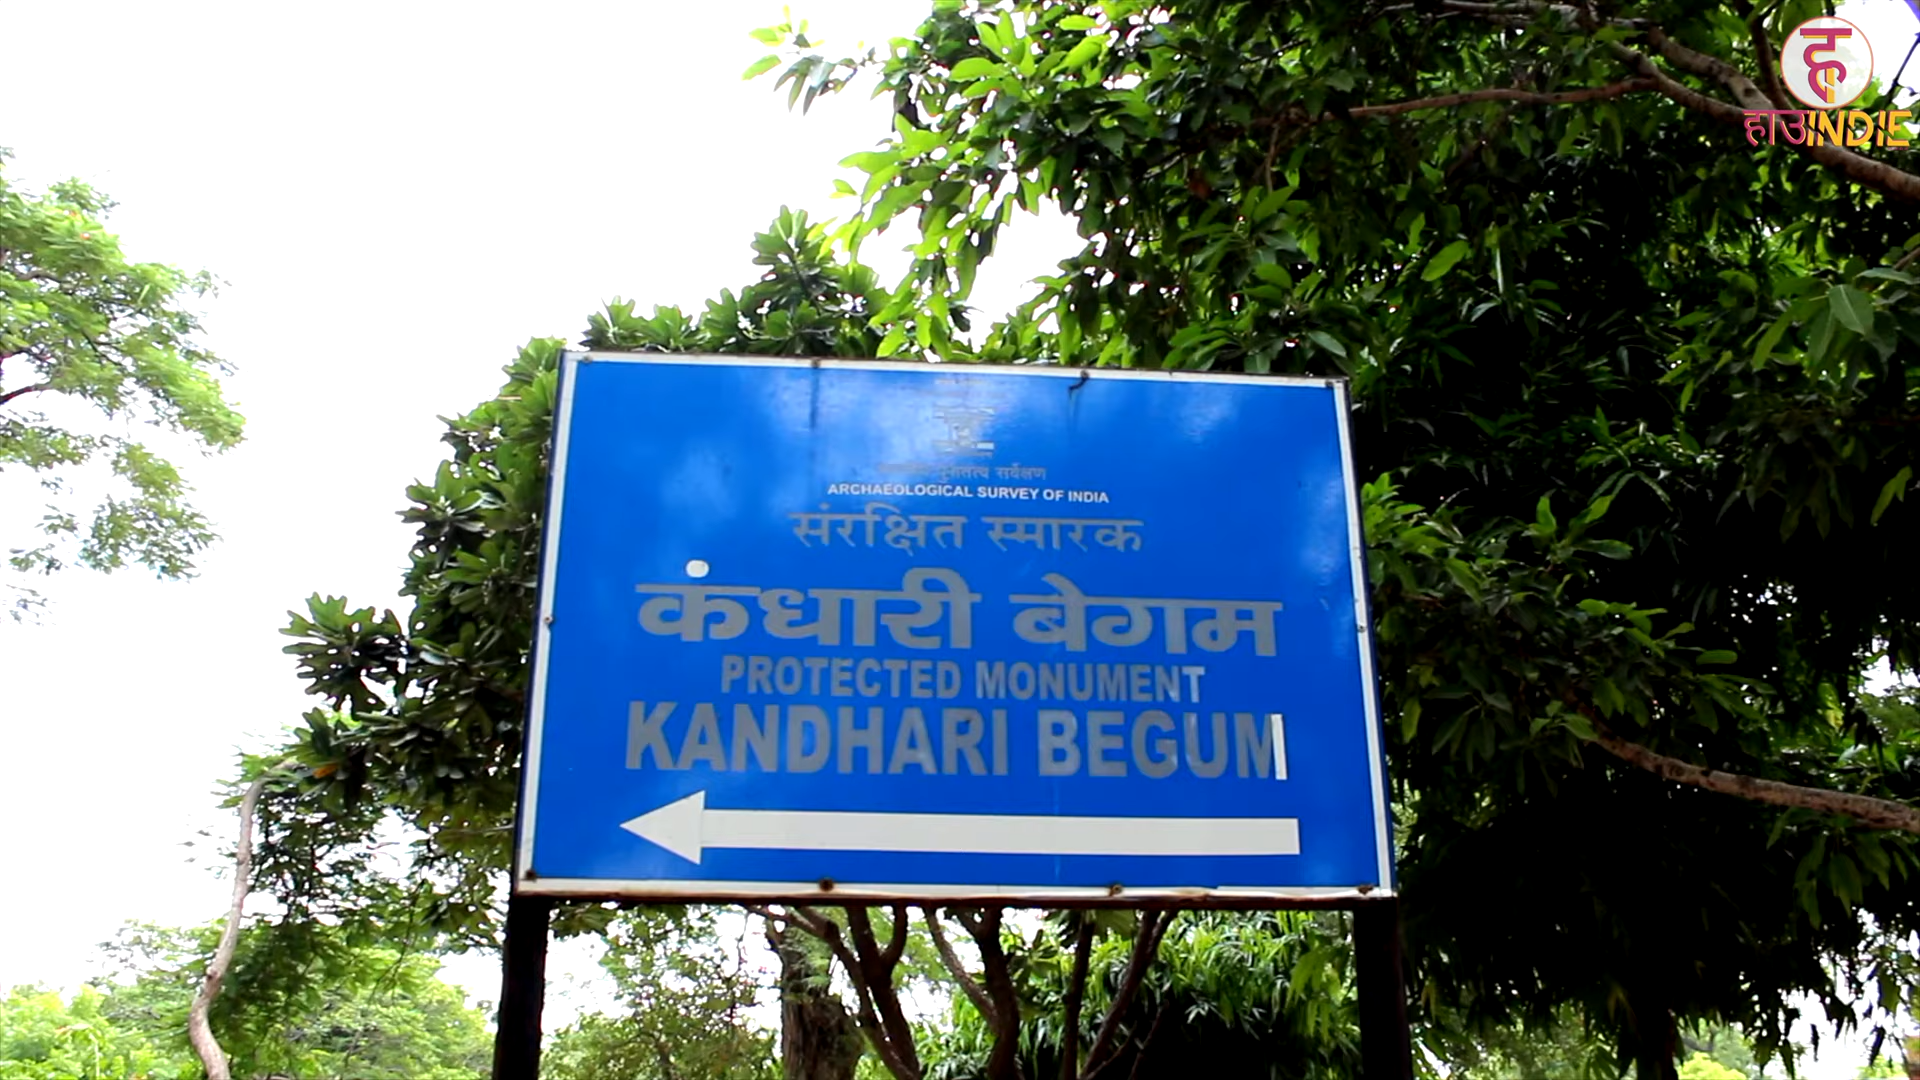 हाउINDIE
पुरातत्व सर्वेक्षण
ARCHAEOLOGICAL SURVEY OF INDIA
संरक्षित स्मारक
कंधारी बेगम
PROTECTED MONUMENT
KANDHARI BEGUM